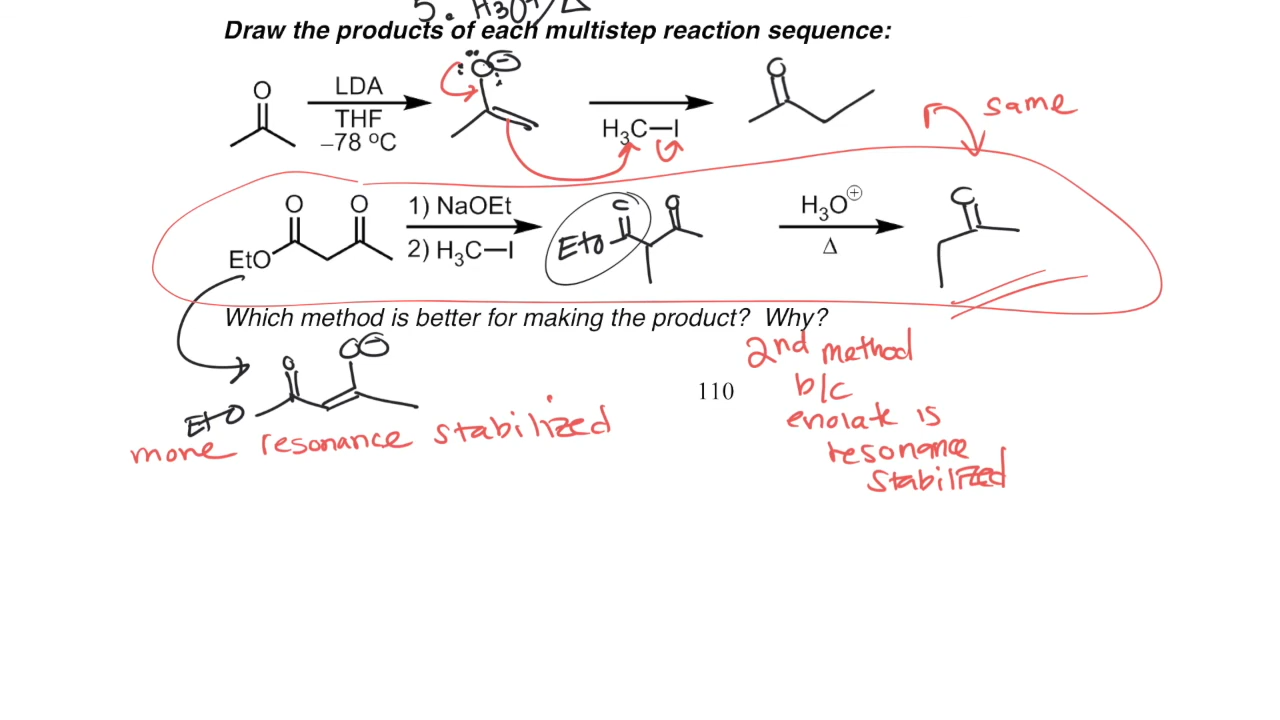 5. H3O+/Δ
Draw the products of each multistep reaction sequence:
O LDA THF –78 ºC O⊖ H3C–I O
same
EtO O O 1) NaOEt 2) H3C–I EtO O O H3O⊕ Δ O
Which method is better for making the product? Why?
2nd method
b/c
enolate is
resonance
stabilized
O O⊖
EtO
more resonance stabilized
110